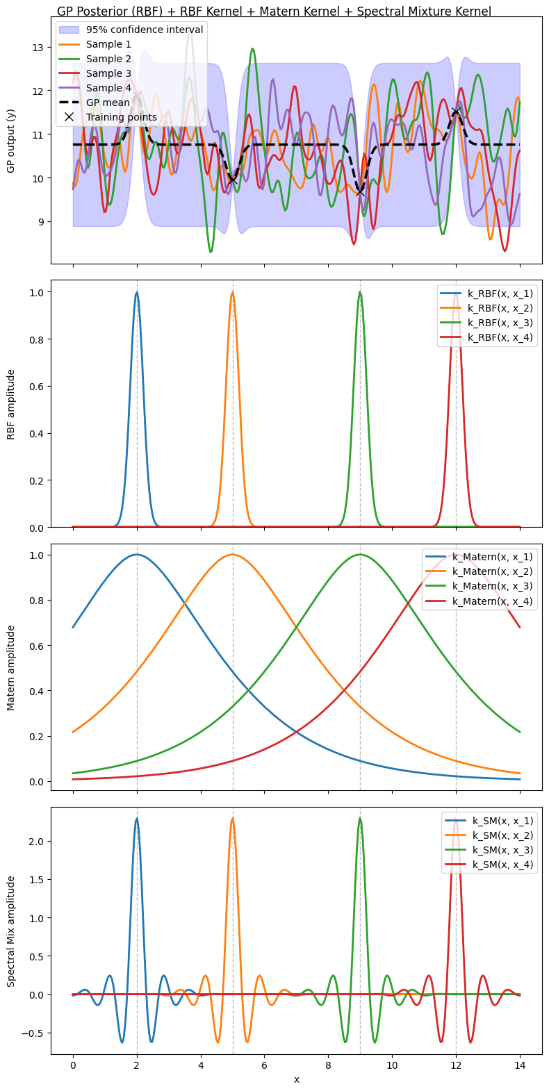 GP Posterior (RBF) + RBF Kernel + Matern Kernel + Spectral Mixture Kernel
95% confidence interval
Sample 1
Sample 2
Sample 3
Sample 4
GP mean
Training points
GP output (y)
13
12
11
10
9
k_RBF(x, x_1)
k_RBF(x, x_2)
k_RBF(x, x_3)
k_RBF(x, x_4)
RBF amplitude
1.0
0.8
0.6
0.4
0.2
0.0
k_Matern(x, x_1)
k_Matern(x, x_2)
k_Matern(x, x_3)
k_Matern(x, x_4)
Matern amplitude
1.0
0.8
0.6
0.4
0.2
0.0
k_SM(x, x_1)
k_SM(x, x_2)
k_SM(x, x_3)
k_SM(x, x_4)
Spectral Mix amplitude
2.0
1.5
1.0
0.5
0.0
−0.5
0 2 4 6 8 10 12 14
x